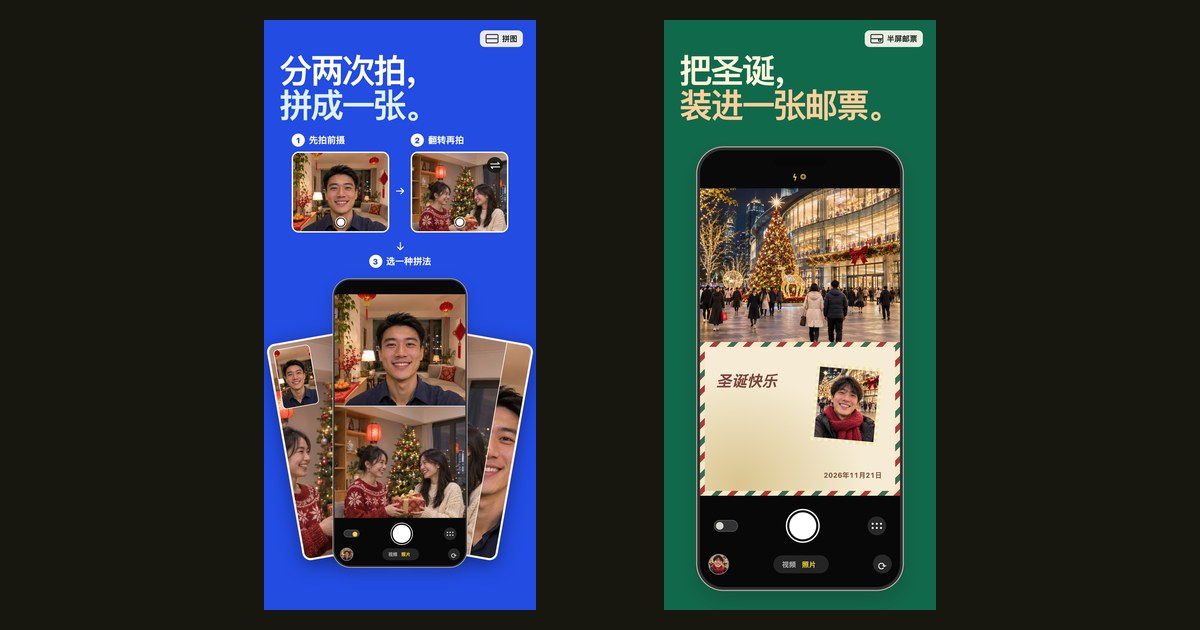 拼图
分两次拍，
拼成一张。
1 先拍前摄
2 翻转再拍
3 选一种拼法
视频 照片
半屏邮票
把圣诞，
装进一张邮票。
圣诞快乐
2026年11月21日
视频 照片